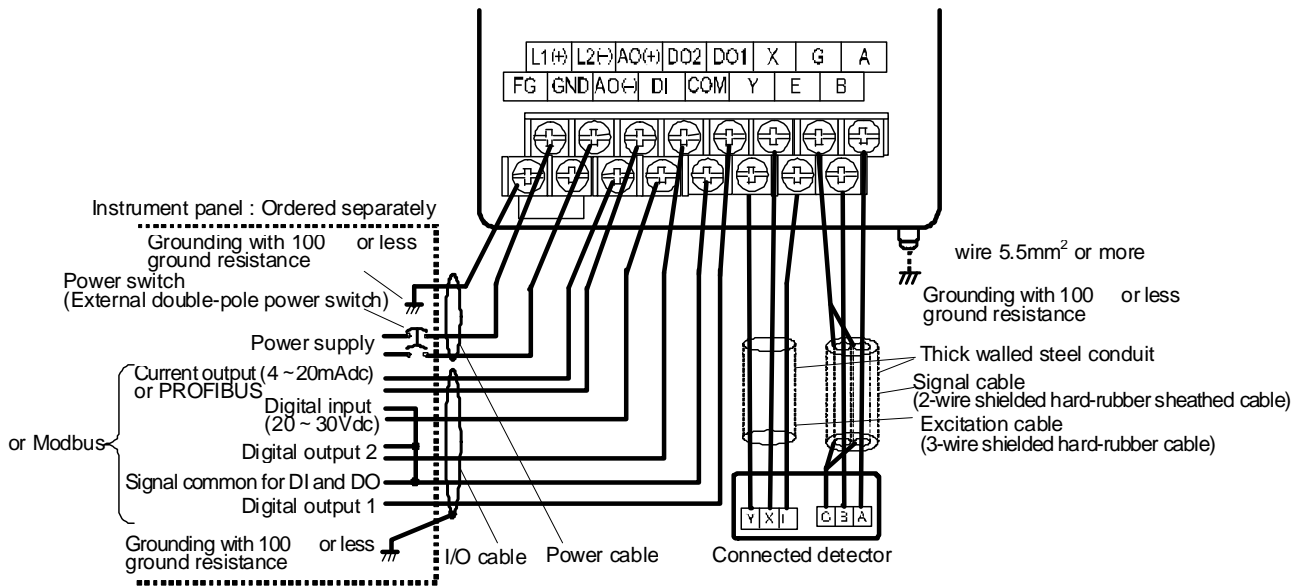 L1(+) L2(-) AO(+) DO2 DO1 X G A
FG GND AO(-) DI COM Y E B
Instrument panel : Ordered separately
Grounding with 100 or less
ground resistance
Power switch
(External double-pole power switch)
Power supply
Current output (4 ~ 20mAdc)
or PROFIBUS
Digital input
(20 ~ 30Vdc)
or Modbus
Digital output 2
Signal common for DI and DO
Digital output 1
Grounding with 100 or less
ground resistance
I/O cable
Power cable
wire 5.5mm² or more
Grounding with 100 or less
ground resistance
Thick walled steel conduit
Signal cable
(2-wire shielded hard-rubber sheathed cable)
Excitation cable
(3-wire shielded hard-rubber cable)
Y X
B A
Connected detector